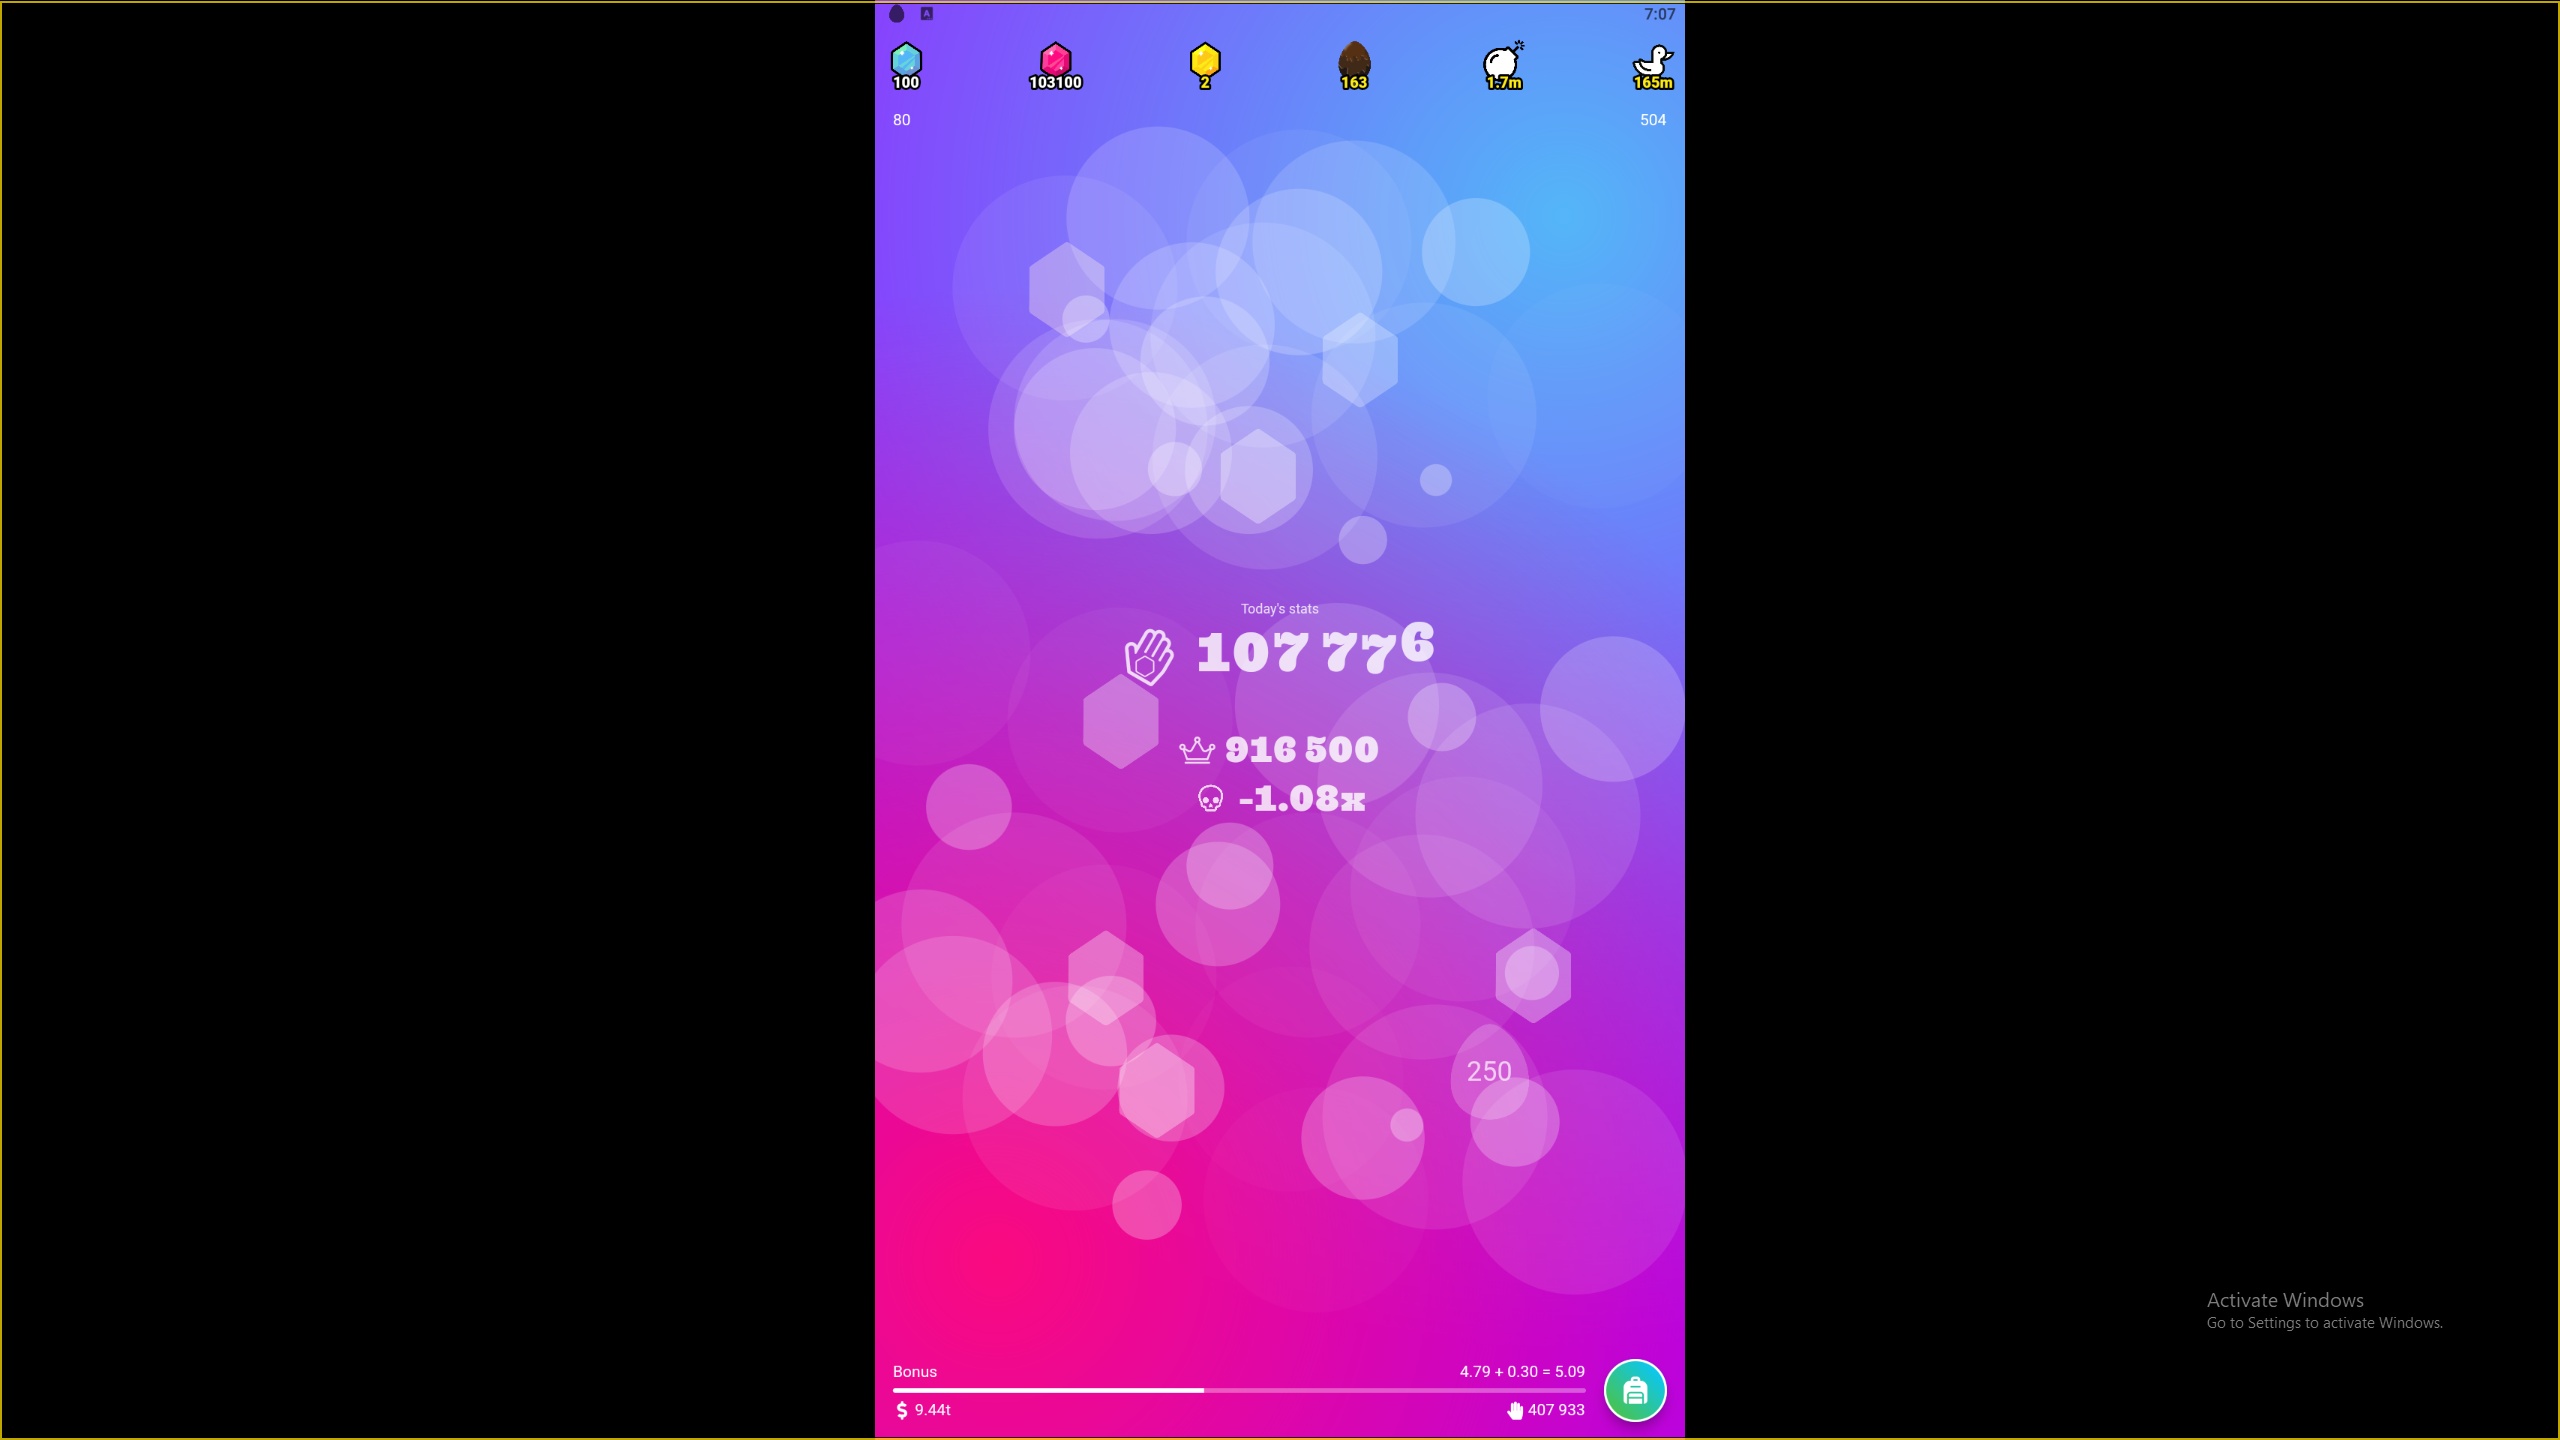 7:07
100 103100 2 163 1.7m 165m
80 504
Today's stats
107 776
916 500
-1.08x
250
Bonus 4.79 + 0.30 = 5.09
$ 9.44t 407 933
Activate Windows
Go to Settings to activate Windows.